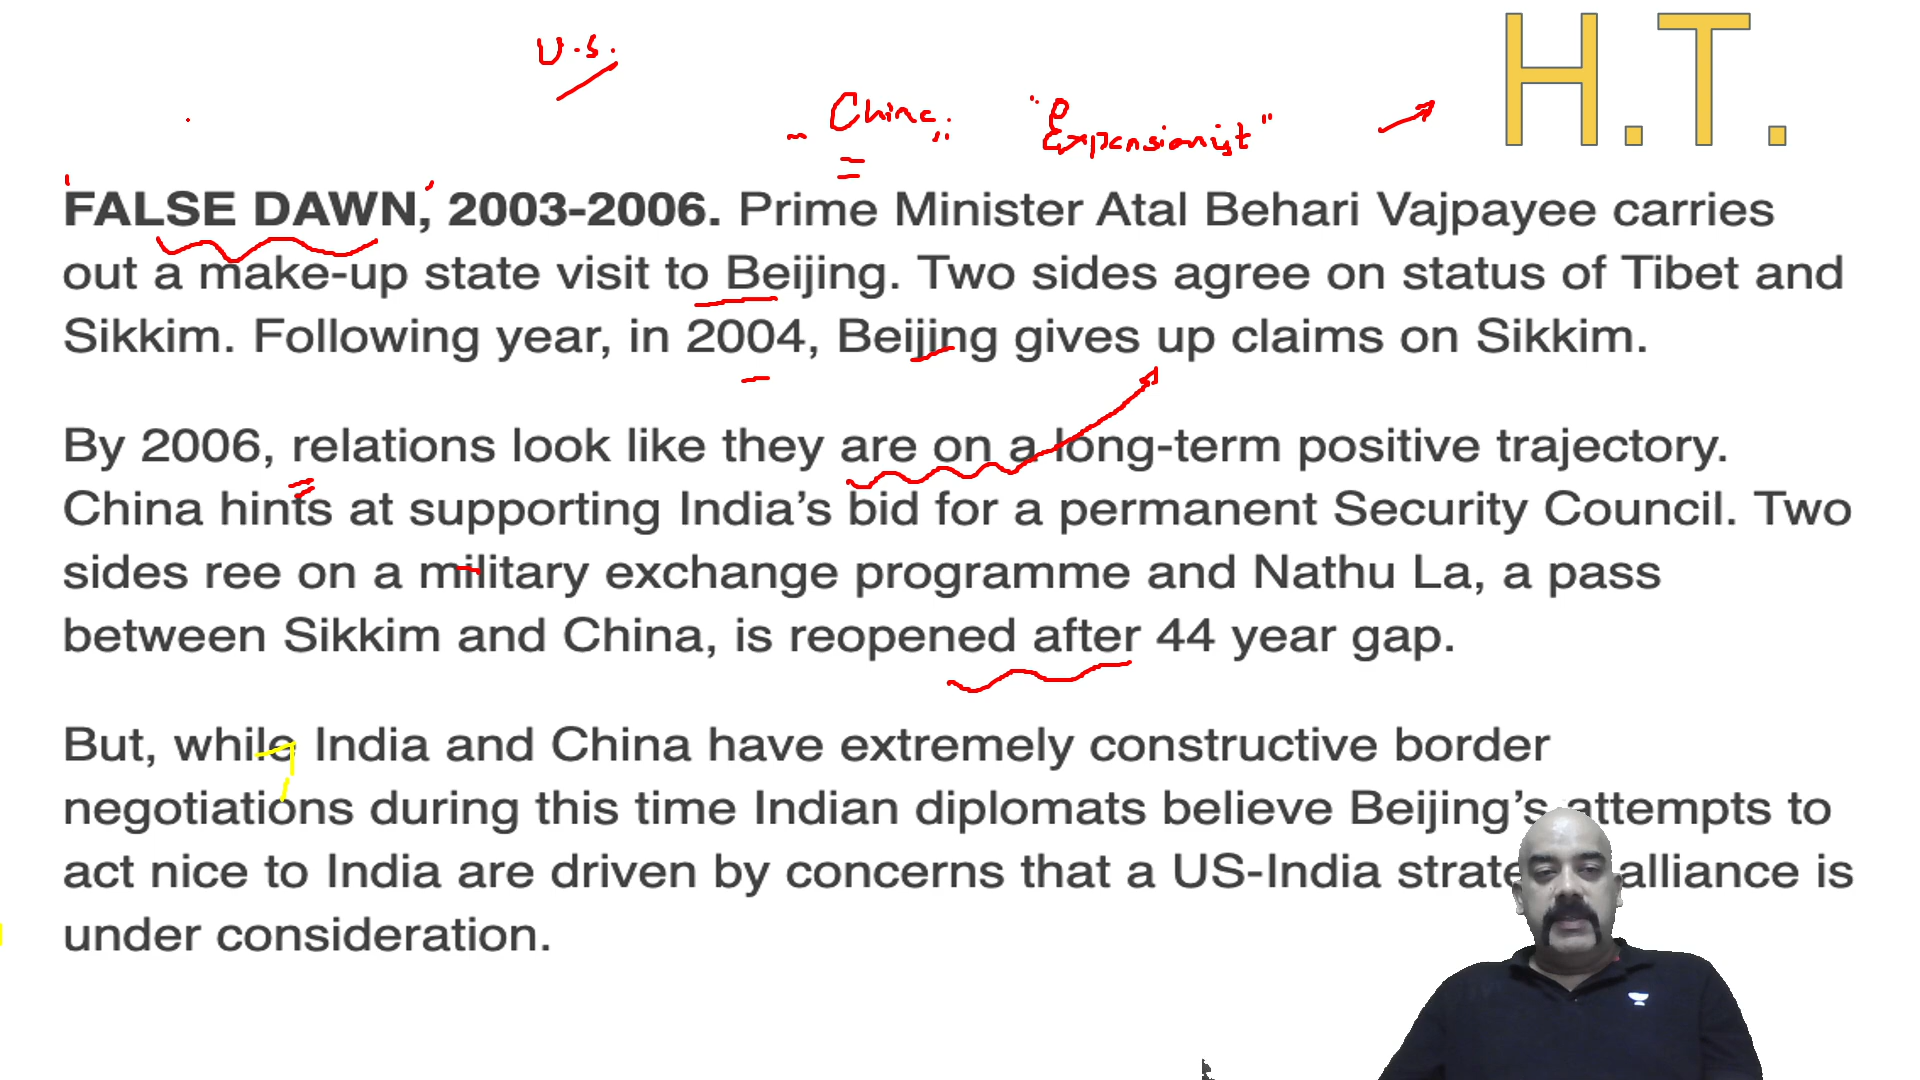 U.S.
H.T.
"China" "Expansionist"
'FALSE DAWN,' 2003-2006. Prime Minister Atal Behari Vajpayee carries
out a make-up state visit to Beijing. Two sides agree on status of Tibet and
Sikkim. Following year, in 2004, Beijing gives up claims on Sikkim.
By 2006, relations look like they are on a long-term positive trajectory.
China hints at supporting India’s bid for a permanent Security Council. Two
sides ree on a military exchange programme and Nathu La, a pass
between Sikkim and China, is reopened after 44 year gap.
But, while India and China have extremely constructive border
negotiations during this time Indian diplomats believe Beijing’s attempts to
act nice to India are driven by concerns that a US-India alliance is
under consideration.